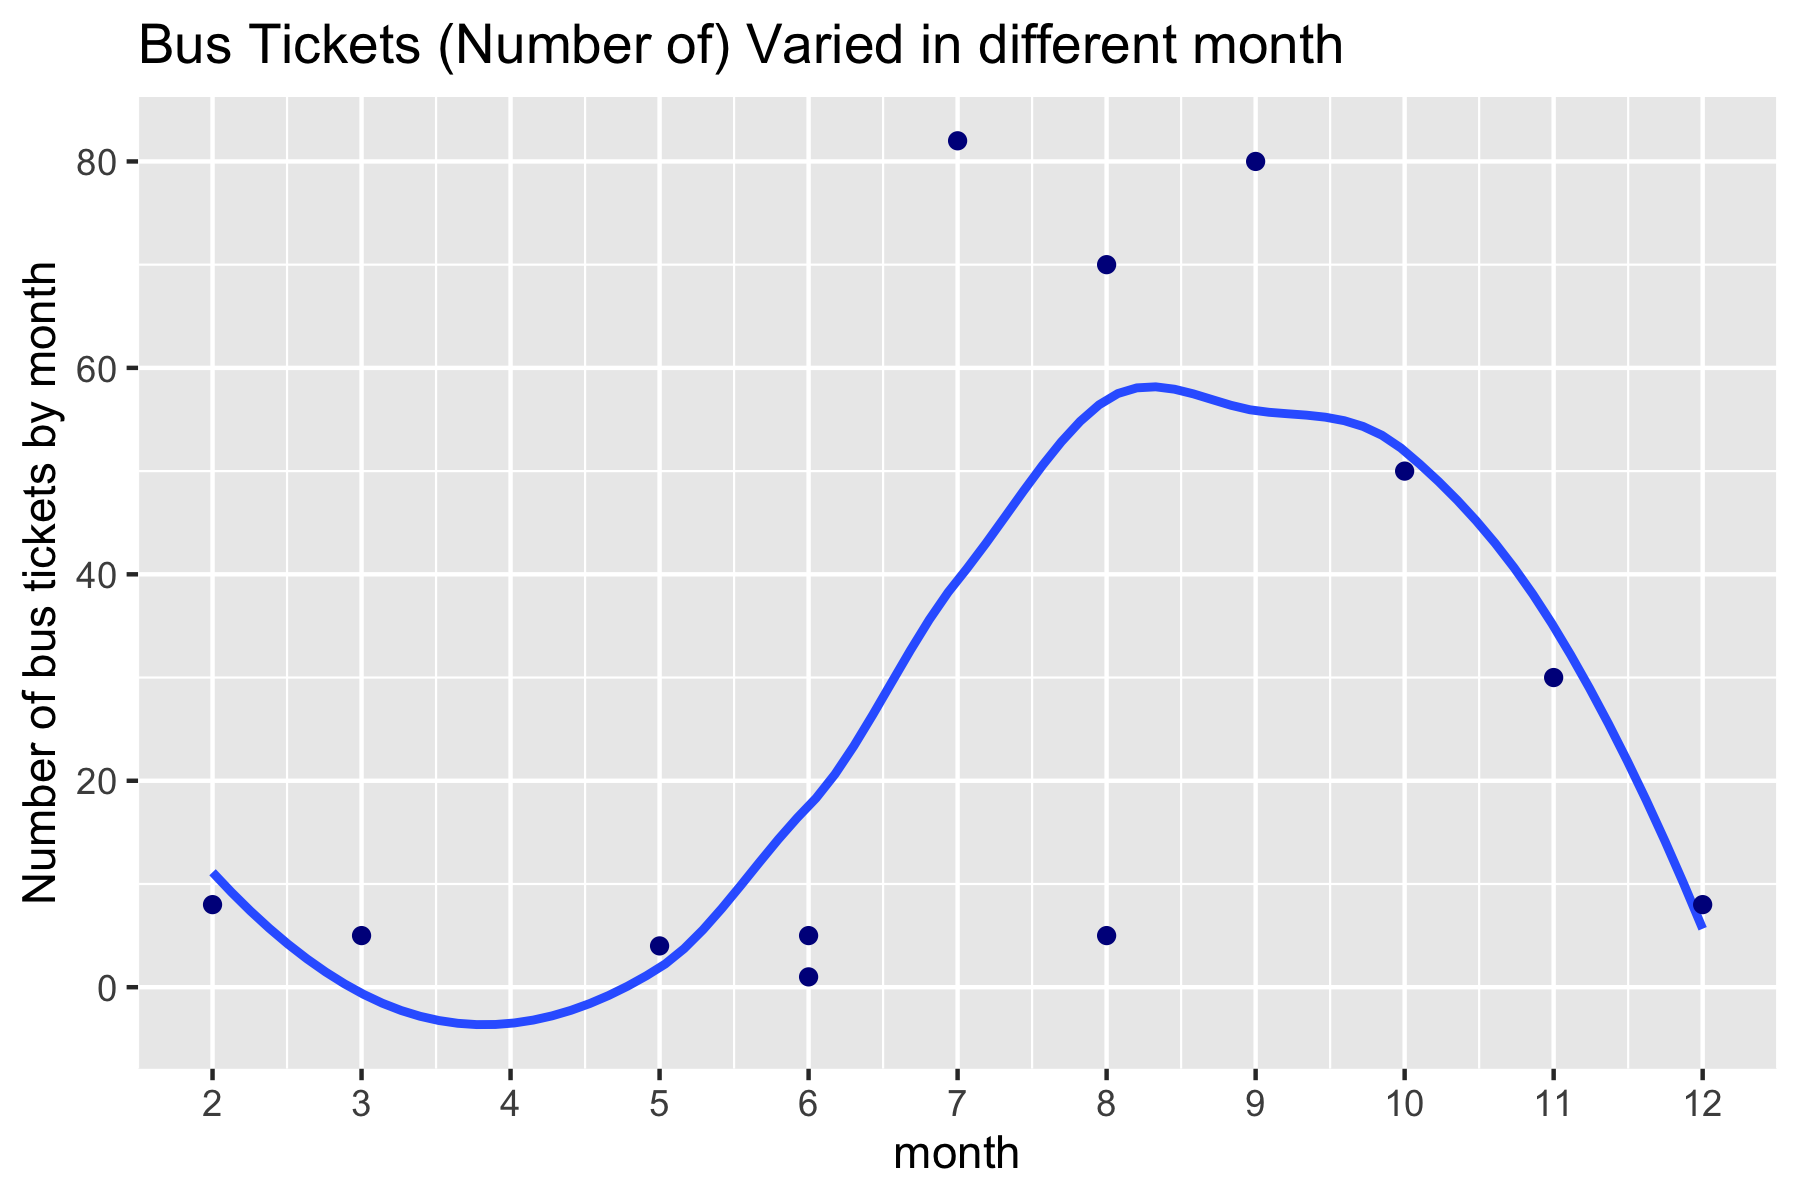 Bus Tickets (Number of) Varied in different month
Number of bus tickets by month
80
60
40
20
0
2 3 4 5 6 7 8 9 10 11 12
month